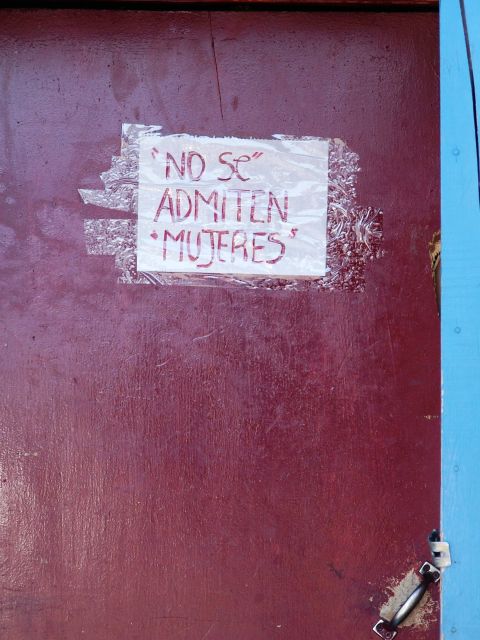 "NO Se"
ADMITEN
"MUJERES"